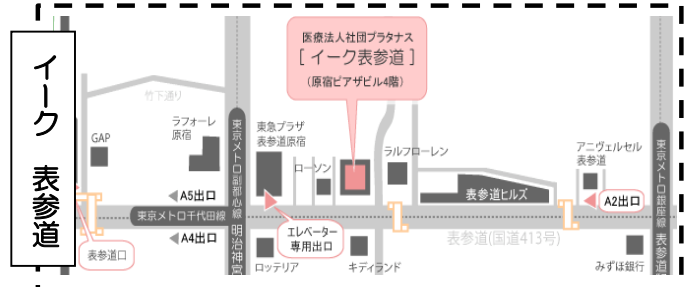 イーク 表参道
医療法人社団プラタナス
[ イーク表参道 ]
(原宿ピアザビル4階)
竹下通り
GAP
ラフォーレ
原宿
東急プラザ
表参道原宿
ローソン
ラルフローレン
表参道ヒルズ
アニヴェルセル
表参道
A5出口
東京メトロ千代田線
A4出口
表参道口
東京メトロ副都心線
明治神宮
エレベーター
専用出口
A2出口
東京メトロ銀座線
表参道
表参道(国道413号)
ロッテリア
キディランド
みずほ銀行